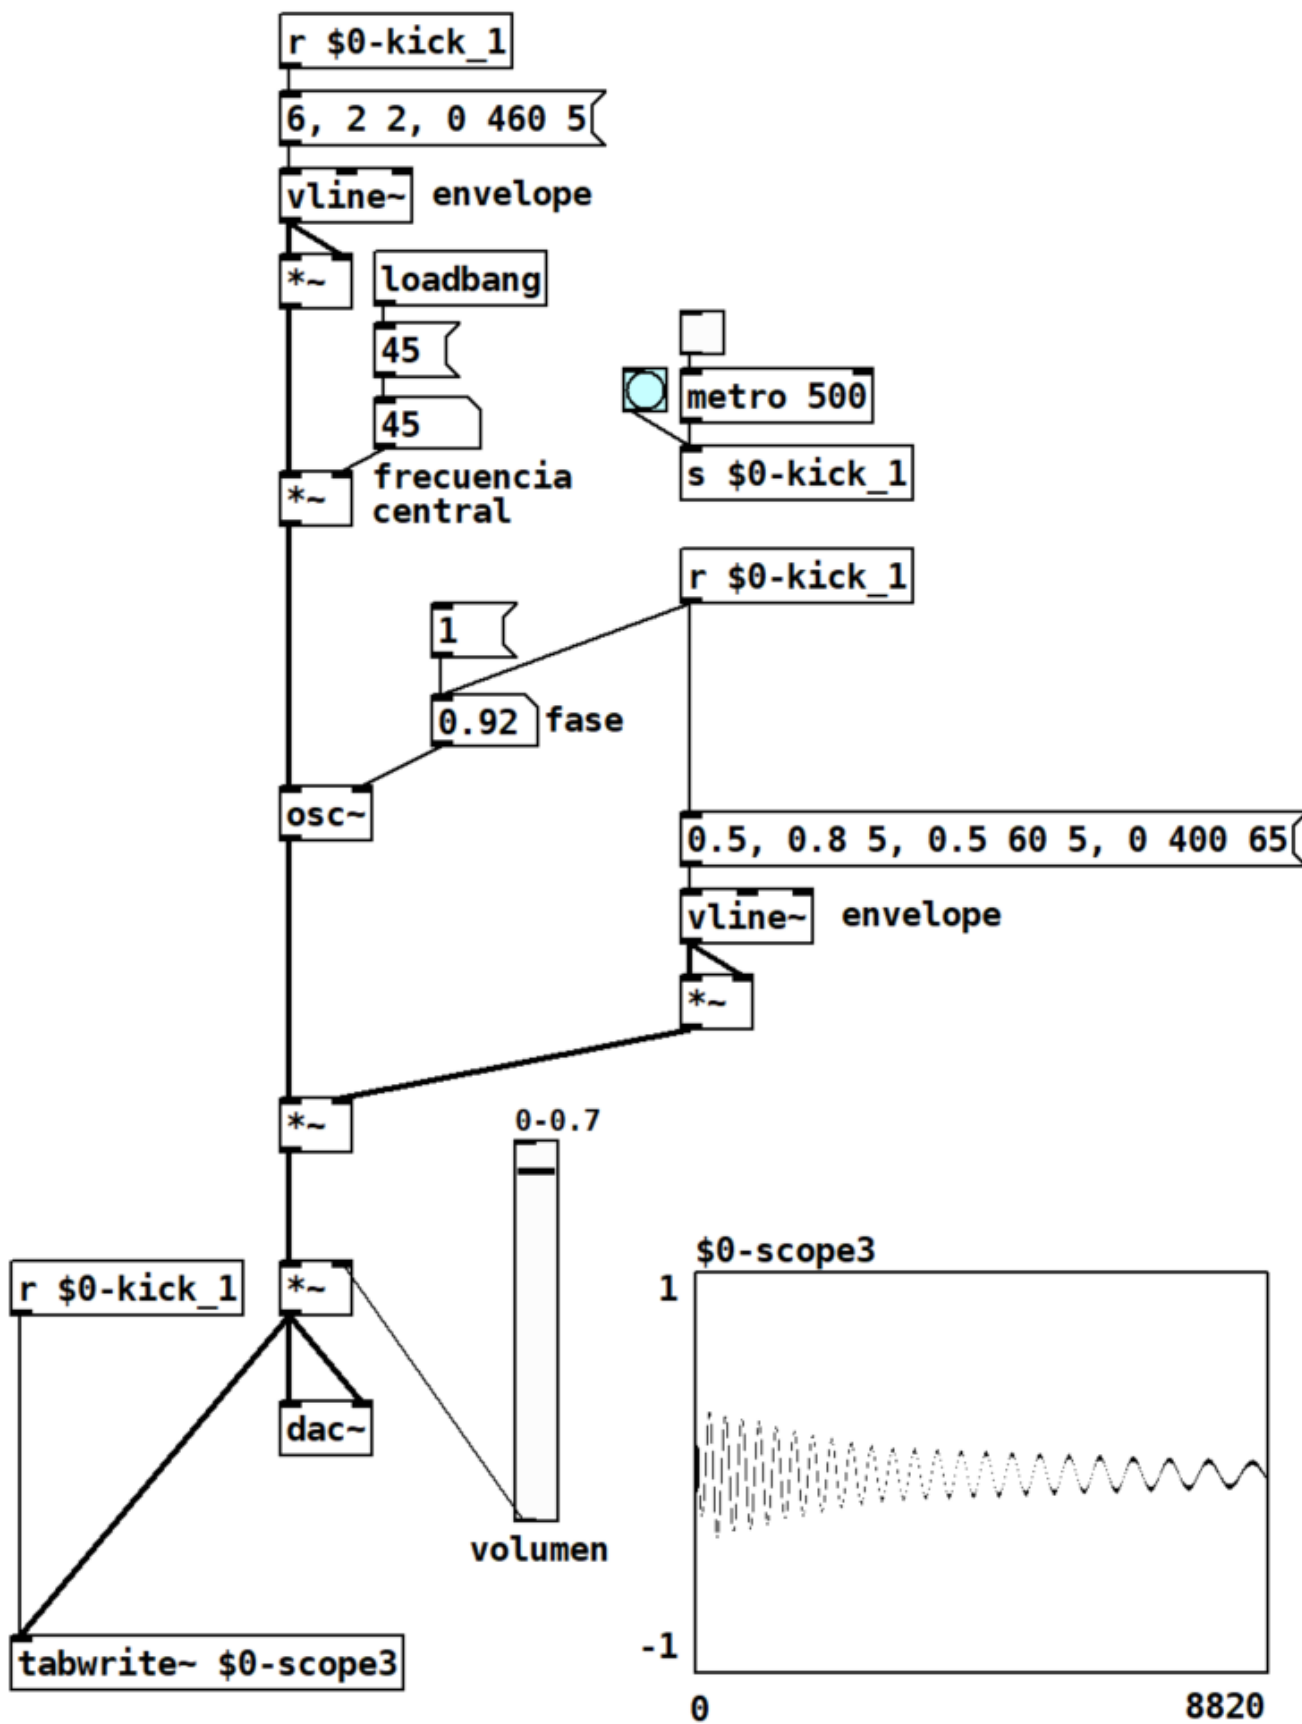 r $0-kick_1
6, 2 2, 0 460 5
vline~ envelope
*~
loadbang
45
45
*~
frecuencia
central
metro 500
s $0-kick_1
r $0-kick_1
1
0.92 fase
osc~
0.5, 0.8 5, 0.5 60 5, 0 400 65
vline~ envelope
*~
*~
0-0.7
r $0-kick_1
*~
dac~
volumen
tabwrite~ $0-scope3
$0-scope3
1
-1
0 8820